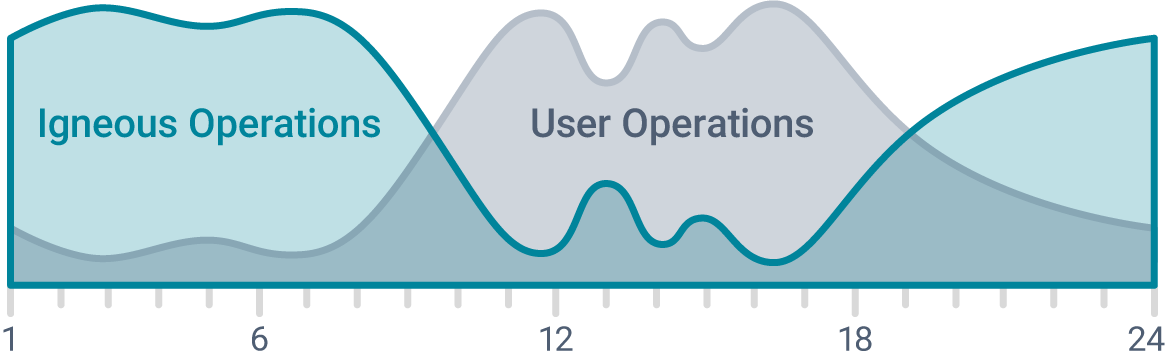 Igneous Operations
User Operations
1 6 12 18 24